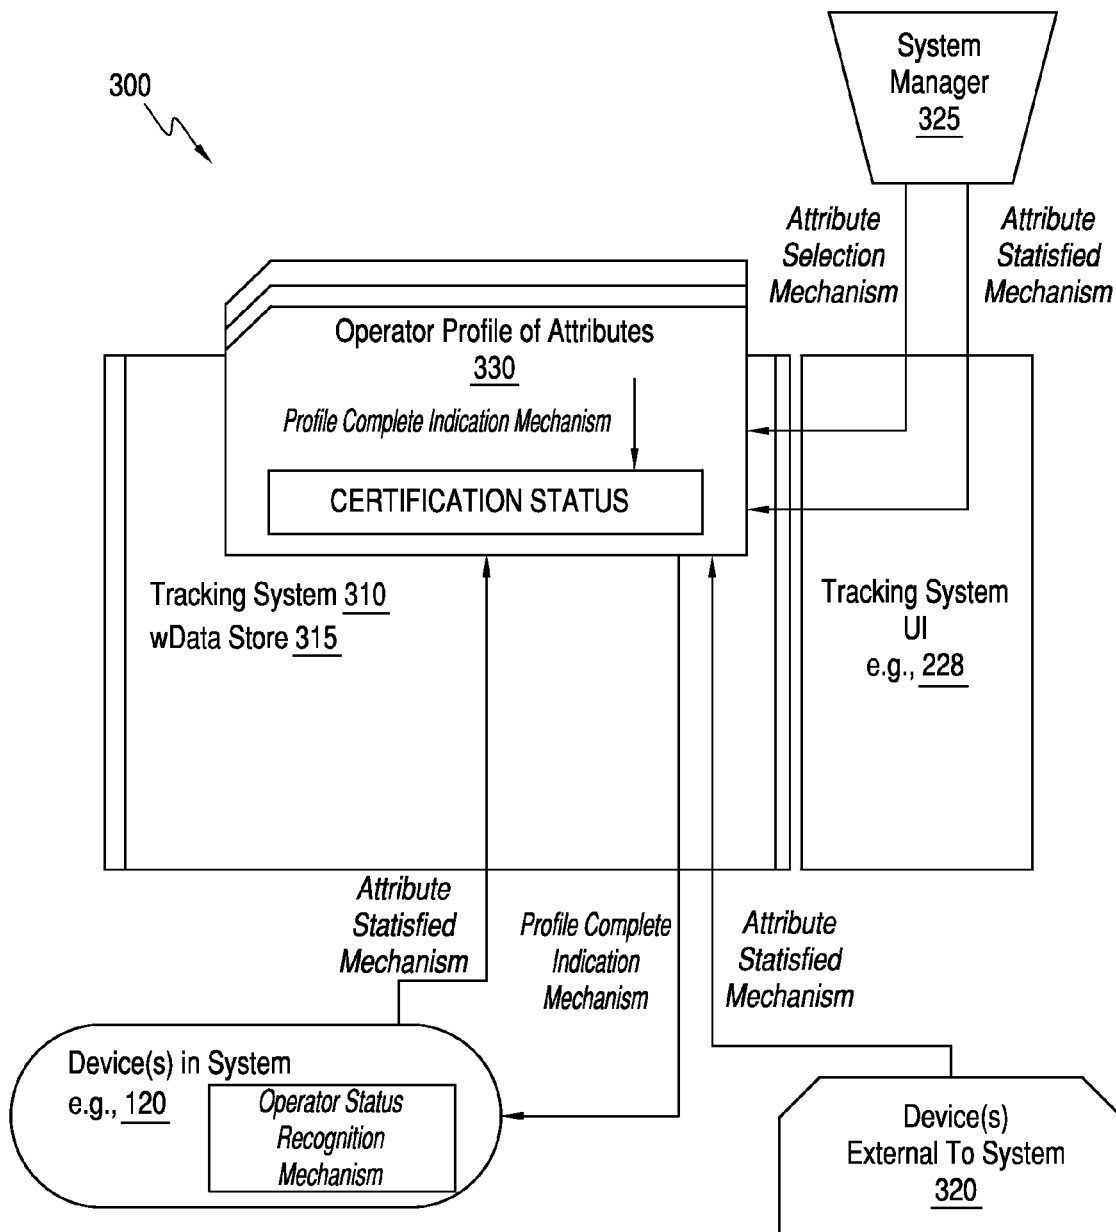 300
System
Manager
325
Attribute
Selection
Mechanism
Attribute
Statisfied
Mechanism
Operator Profile of Attributes
330
Profile Complete Indication Mechanism
CERTIFICATION STATUS
Tracking System 310
wData Store 315
Tracking System
UI
e.g., 228
Attribute
Statisfied
Mechanism
Profile Complete
Indication
Mechanism
Attribute
Statisfied
Mechanism
Device(s) in System
e.g., 120
Operator Status
Recognition
Mechanism
Device(s)
External To System
320